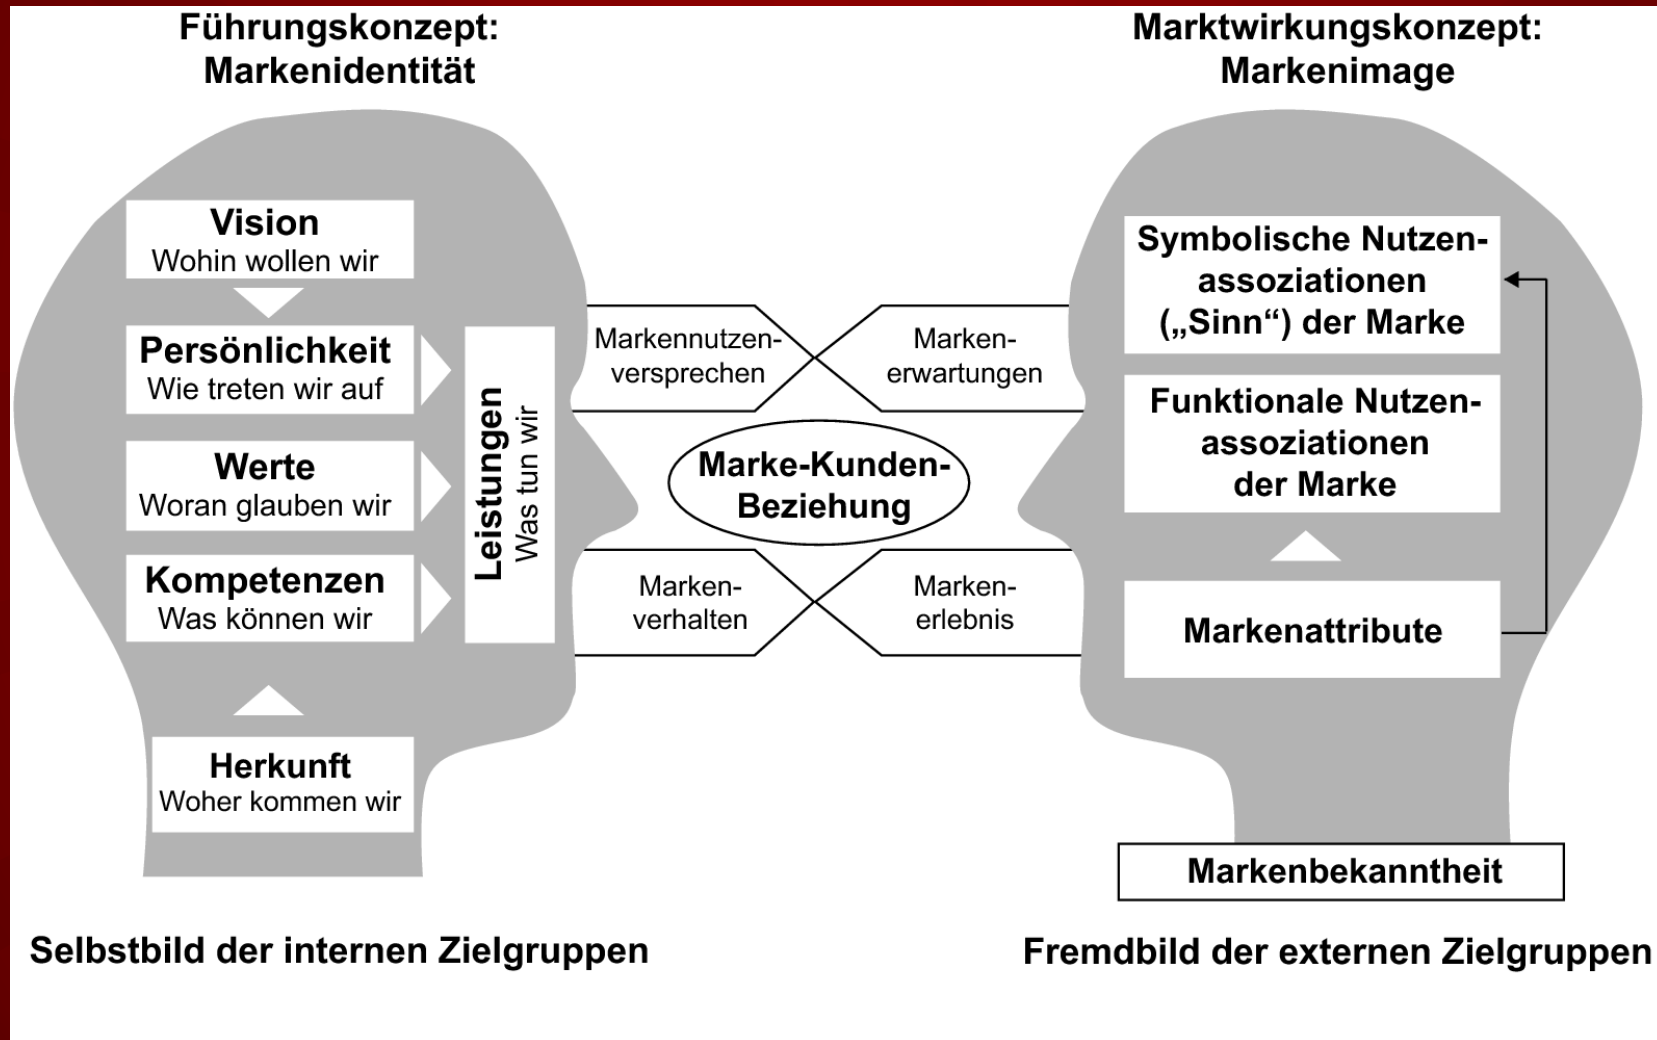 Führungskonzept:
Markenidentität
Vision
Wohin wollen wir
Persönlichkeit
Wie treten wir auf
Werte
Woran glauben wir
Kompetenzen
Was können wir
Leistungen
Was tun wir
Herkunft
Woher kommen wir
Selbstbild der internen Zielgruppen
Markennutzen-
versprechen
Marken-
erwartungen
Marke-Kunden-
Beziehung
Marken-
verhalten
Marken-
erlebnis
Marktwirkungskonzept:
Markenimage
Symbolische Nutzen-
assoziationen
(„Sinn“) der Marke
Funktionale Nutzen-
assoziationen
der Marke
Markenattribute
Markenbekanntheit
Fremdbild der externen Zielgruppen